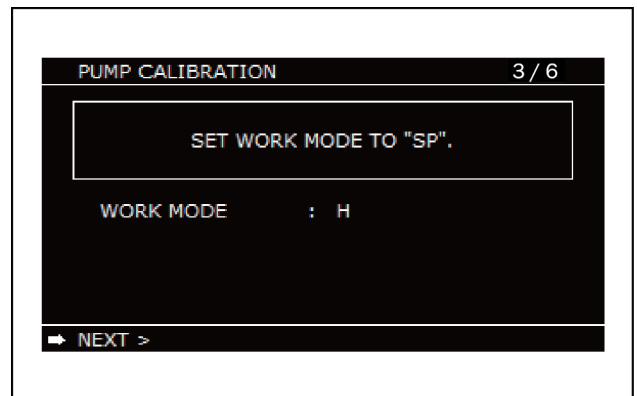 PUMP CALIBRATION 3/6
SET WORK MODE TO "SP".
WORK MODE : H
➡ NEXT >